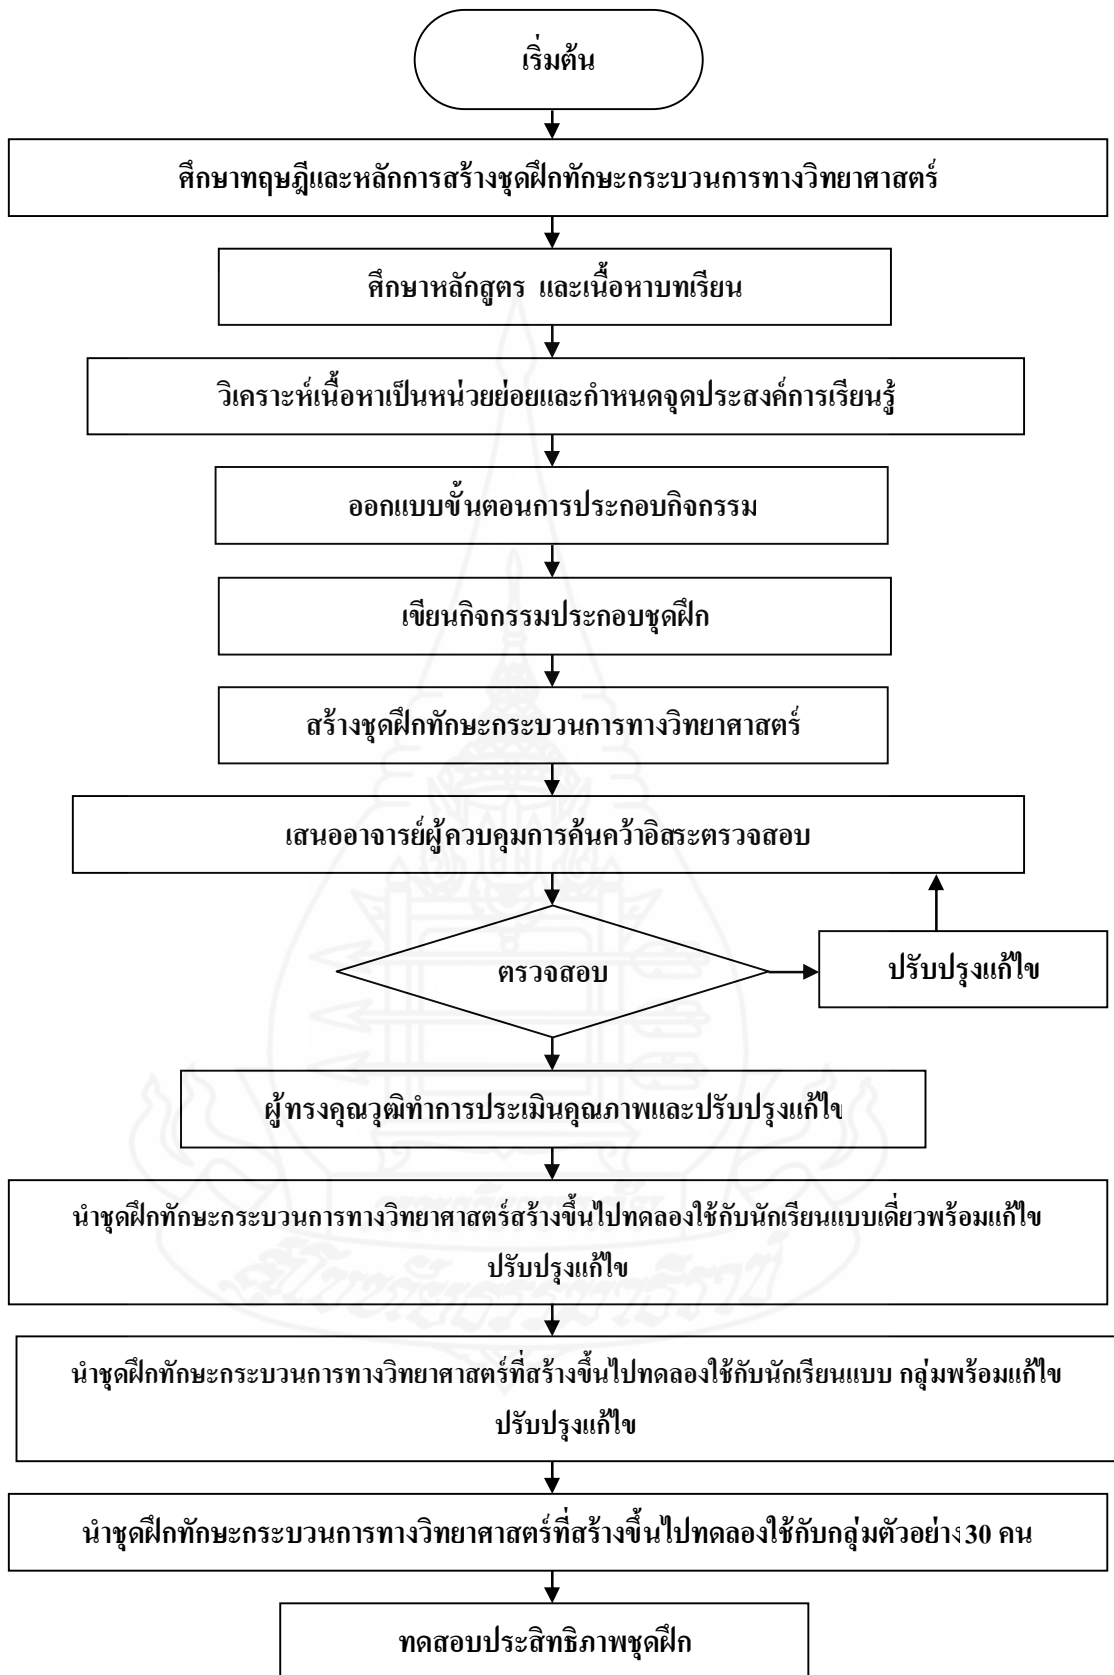 เริ่มต้น
ศึกษาทฤษฎีและหลักการสร้างชุดฝึกทักษะกระบวนการทางวิทยาศาสตร์
ศึกษาหลักสูตร และเนื้อหาบทเรียน
วิเคราะห์เนื้อหาเป็นหน่วยย่อยและกำหนดจุดประสงค์การเรียนรู้
ออกแบบขั้นตอนการประกอบกิจกรรม
เขียนกิจกรรมประกอบชุดฝึก
สร้างชุดฝึกทักษะกระบวนการทางวิทยาศาสตร์
เสนออาจารย์ผู้ควบคุมการค้นคว้าอิสระตรวจสอบ
ตรวจสอบ
ปรับปรุงแก้ไข
ผู้ทรงคุณวุฒิทำการประเมินคุณภาพและปรับปรุงแก้ไข
นำชุดฝึกทักษะกระบวนการทางวิทยาศาสตร์สร้างขึ้นไปทดลองใช้กับนักเรียนแบบเดี่ยวพร้อมแก้ไข
ปรับปรุงแก้ไข
นำชุดฝึกทักษะกระบวนการทางวิทยาศาสตร์ที่สร้างขึ้นไปทดลองใช้กับนักเรียนแบบ กลุ่มพร้อมแก้ไข
ปรับปรุงแก้ไข
นำชุดฝึกทักษะกระบวนการทางวิทยาศาสตร์ที่สร้างขึ้นไปทดลองใช้กับกลุ่มตัวอย่าง 30 คน
ทดสอบประสิทธิภาพชุดฝึก